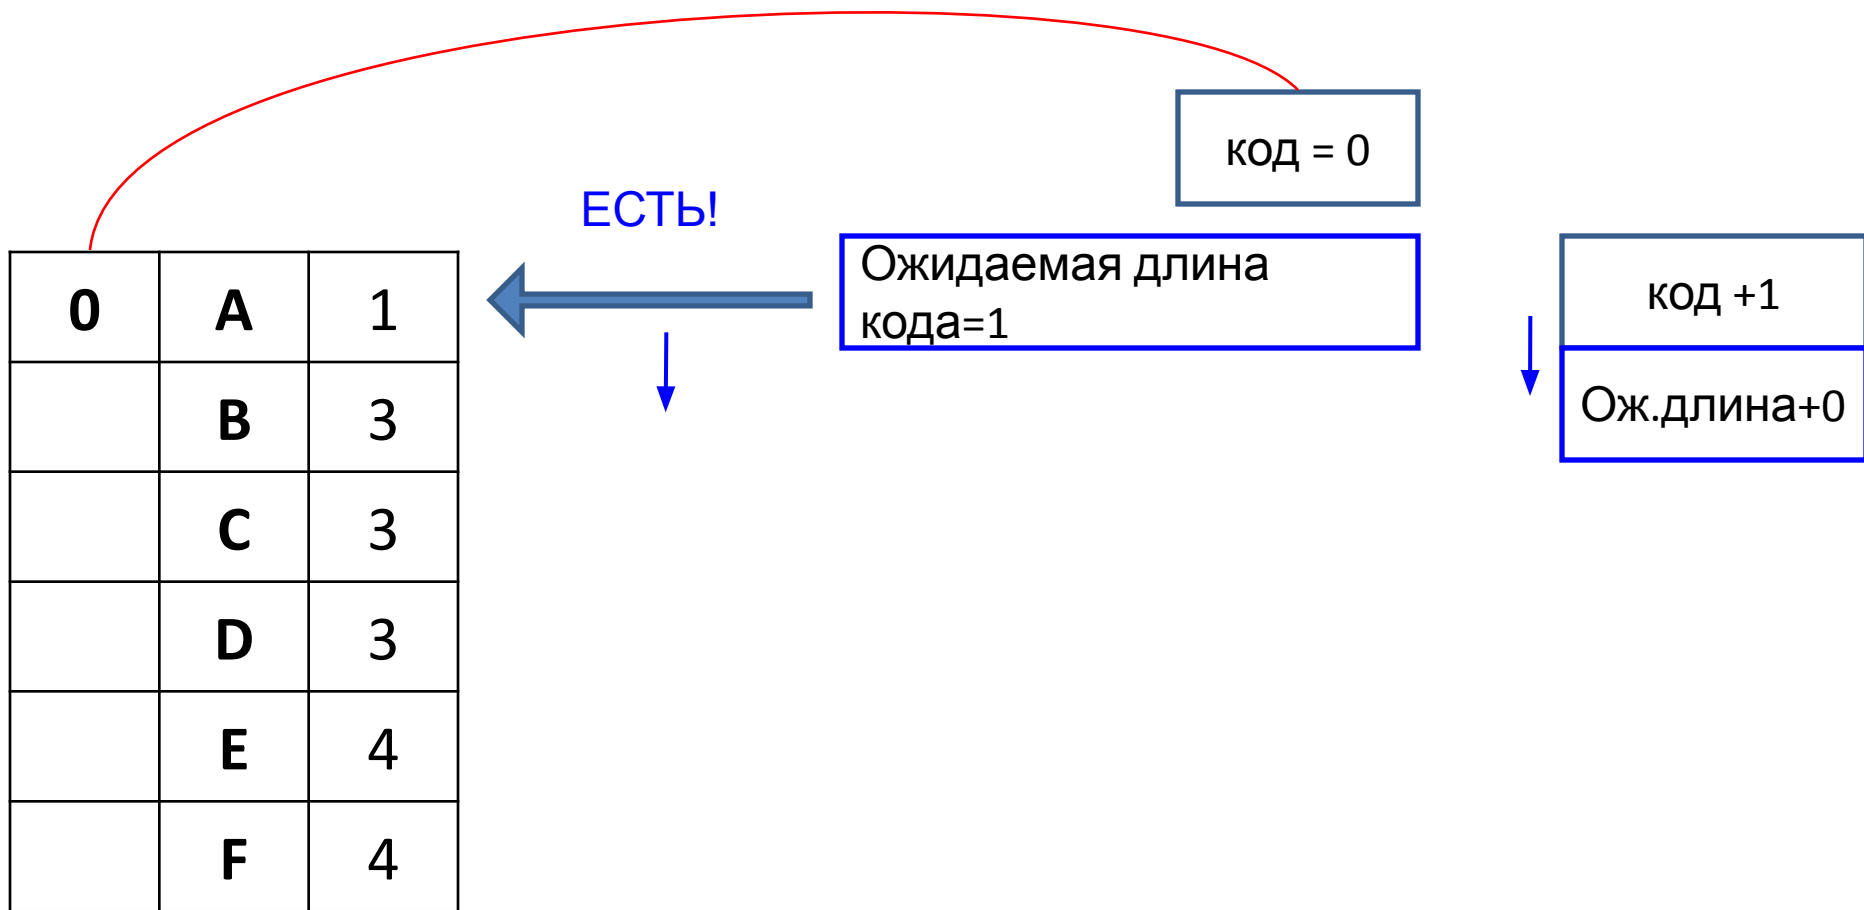 код = 0
ЕСТЬ!
Ожидаемая длина
кода=1
код +1
Ож.длина+0
0 A 1
B 3
C 3
D 3
E 4
F 4